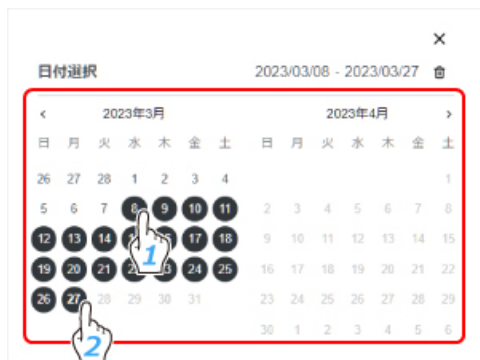 ×
日付選択 2023/03/08 - 2023/03/27
‹ 2023年3月 2023年4月 ›
日 月 火 水 木 金 土 日 月 火 水 木 金 土
26 27 28 1 2 3 4 1
5 6 7 8 9 10 11 2 3 4 5 6 7 8
12 13 14 1 17 18 9 10 11 12 13 14 15
19 20 21 2 3 24 25 16 17 18 19 20 21 22
26 27 28 29 30 31 23 24 25 26 27 28 29
2 30 1 2 3 4 5 6